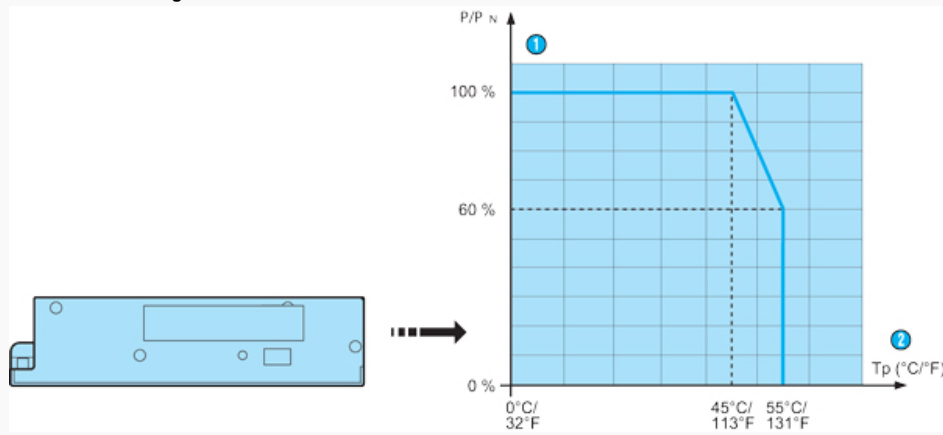 P/P N
1
100 %
60 %
0 %
2
Tp (°C/°F)
0°C/
32°F
45°C/
113°F
55°C/
131°F